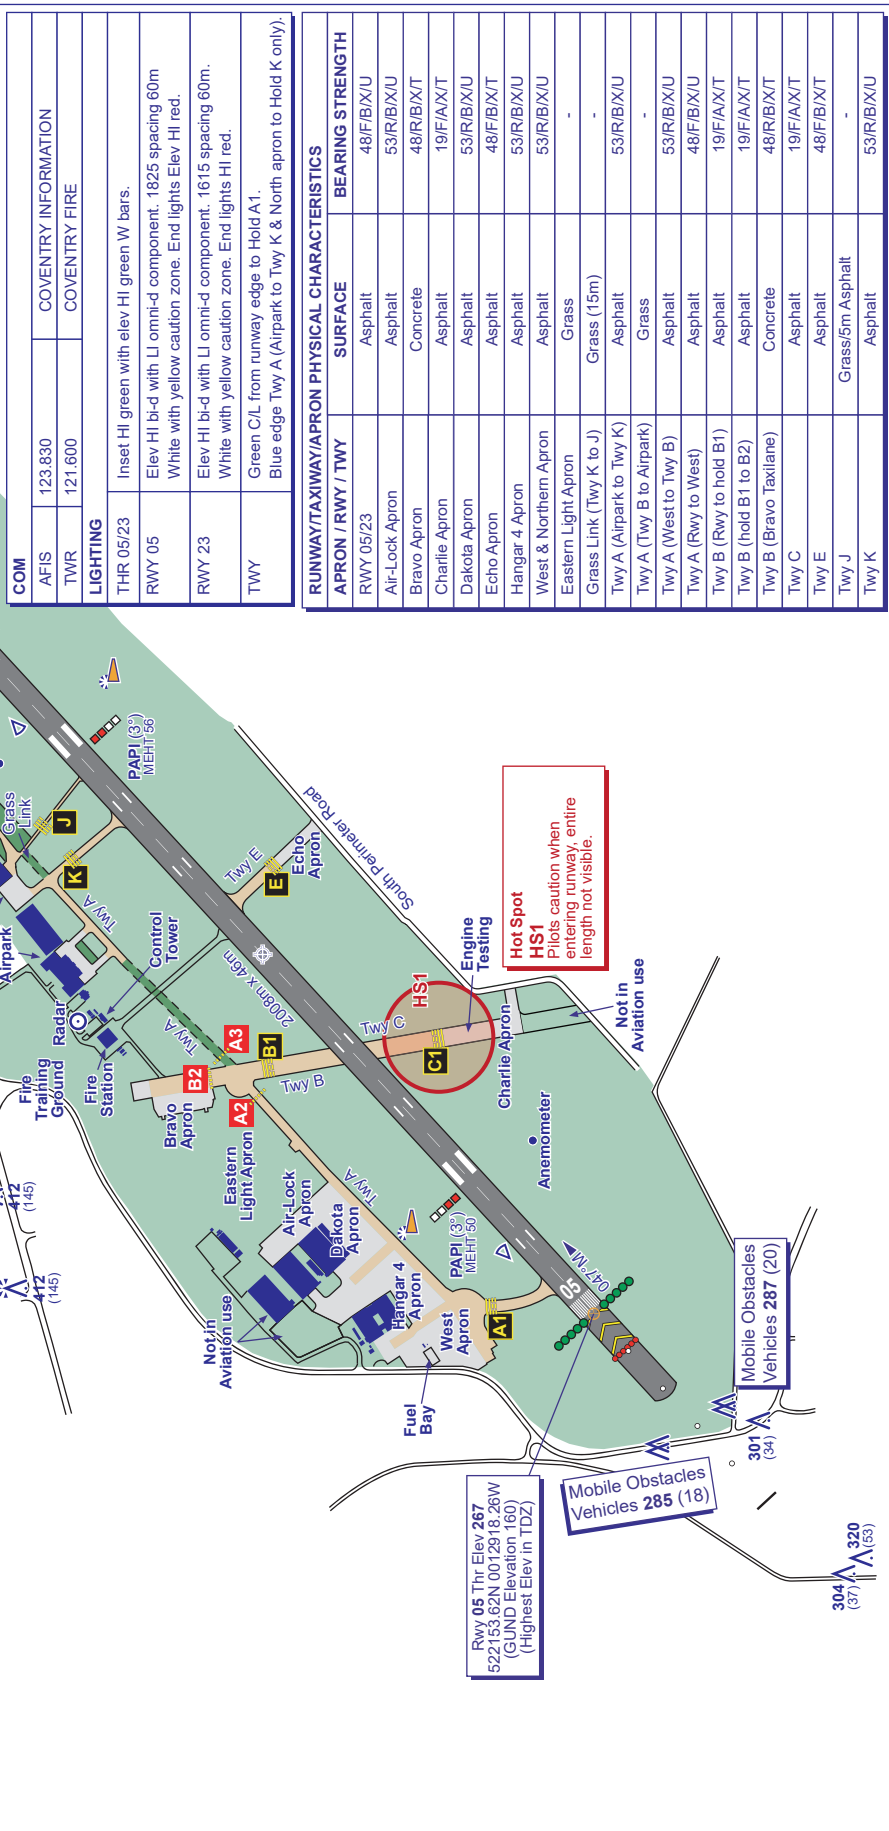 COM
AFIS 123.830 COVENTRY INFORMATION
TWR 121.600 COVENTRY FIRE
LIGHTING
THR 05/23 Inset HI green with elev HI green W bars.
RWY 05 Elev HI bi-d with LI omni-d component. 1825 spacing 60m
White with yellow caution zone. End lights Elev HI red.
RWY 23 Elev HI bi-d with LI omni-d component. 1615 spacing 60m.
White with yellow caution zone. End lights HI red.
TWY Green C/L from runway edge to Hold A1.
Blue edge Twy A (Airpark to Twy K & North apron to Hold K only).
RUNWAY/TAXIWAY/APRON PHYSICAL CHARACTERISTICS
APRON / RWY / TWY SURFACE BEARING STRENGTH
RWY 05/23 Asphalt 48/F/B/X/U
Air-Lock Apron Asphalt 53/R/B/X/U
Bravo Apron Concrete 48/R/B/X/T
Charlie Apron Asphalt 19/F/A/X/T
Dakota Apron Asphalt 53/R/B/X/U
Echo Apron Asphalt 48/F/B/X/T
Hangar 4 Apron Asphalt 53/R/B/X/U
West & Northern Apron Asphalt 53/R/B/X/U
Eastern Light Apron Grass -
Grass Link (Twy K to J) Grass (15m) -
Twy A (Airpark to Twy K) Asphalt 53/R/B/X/U
Twy A (Twy B to Airpark) Grass -
Twy A (West to Twy B) Asphalt 53/R/B/X/U
Twy A (Rwy to West) Asphalt 48/F/B/X/U
Twy B (Rwy to hold B1) Asphalt 19/F/A/X/T
Twy B (hold B1 to B2) Asphalt 19/F/A/X/T
Twy B (Bravo Taxilane) Concrete 48/R/B/X/T
Twy C Asphalt 19/F/A/X/T
Twy E Asphalt 48/F/B/X/T
Twy J Grass/5m Asphalt -
Twy K Asphalt 53/R/B/X/U
Airpark
Grass
Link
J
K
Twy A
PAPI (3°)
MEHT 56
Radar
Control
Tower
Fire
Training
Ground
Fire
Station
Twy E
E
Echo
Apron
South Perimeter Road
2008m x 46m
Twy A
A3
B2
B1
A2
Twy B
Bravo
Apron
Twy C
HS1
C1
Engine
Testing
Charlie Apron
Hot Spot
HS1
Pilots caution when
entering runway, entire
length not visible.
Not in
Aviation use
Anemometer
412
(145)
412
(145)
Eastern
Light Apron
Air-Lock
Apron
Dakota
Apron
Twy A
Hangar 4
Apron
West
Apron
Not in
Aviation use
Fuel
Bay
A1
PAPI (3°)
MEHT 50
047°M
05
Rwy 05 Thr Elev 267
522153.62N 0012918.26W
(GUND Elevation 160)
(Highest Elev in TDZ)
Mobile Obstacles
Vehicles 285 (18)
Mobile Obstacles
Vehicles 287 (20)
301
(34)
304
(37)
320
(53)